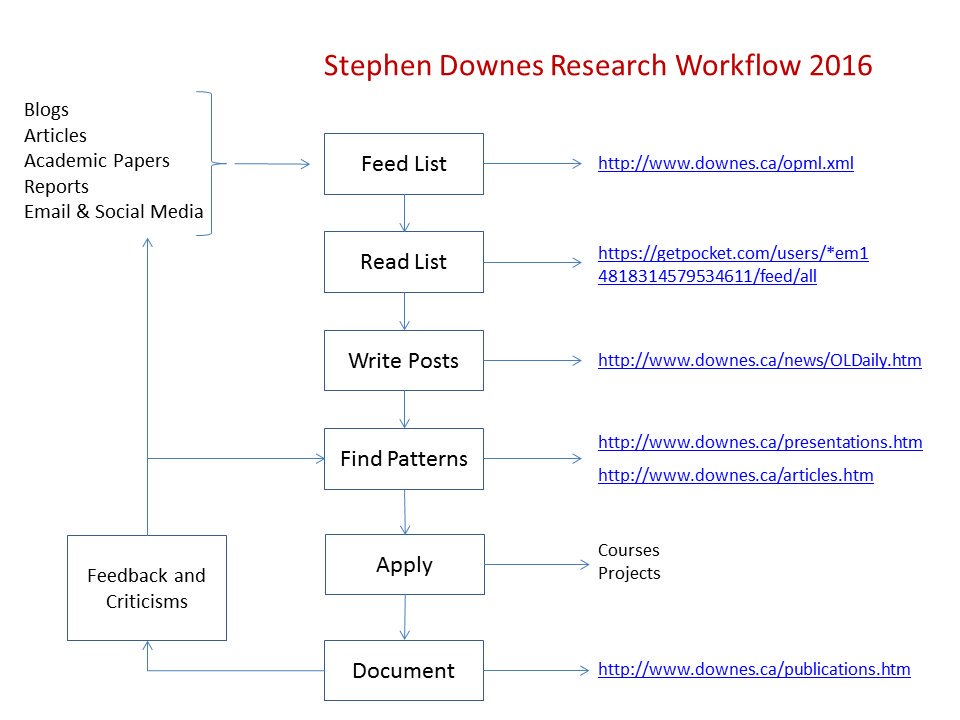 Stephen Downes Research Workflow 2016
Blogs
Articles
Academic Papers
Reports
Email & Social Media
Feed List
http://www.downes.ca/opml.xml
Read List
https://getpocket.com/users/*em1
4818314579534611/feed/all
Write Posts
http://www.downes.ca/news/OLDaily.htm
Find Patterns
http://www.downes.ca/presentations.htm
http://www.downes.ca/articles.htm
Apply
Courses
Projects
Feedback and
Criticisms
Document
http://www.downes.ca/publications.htm